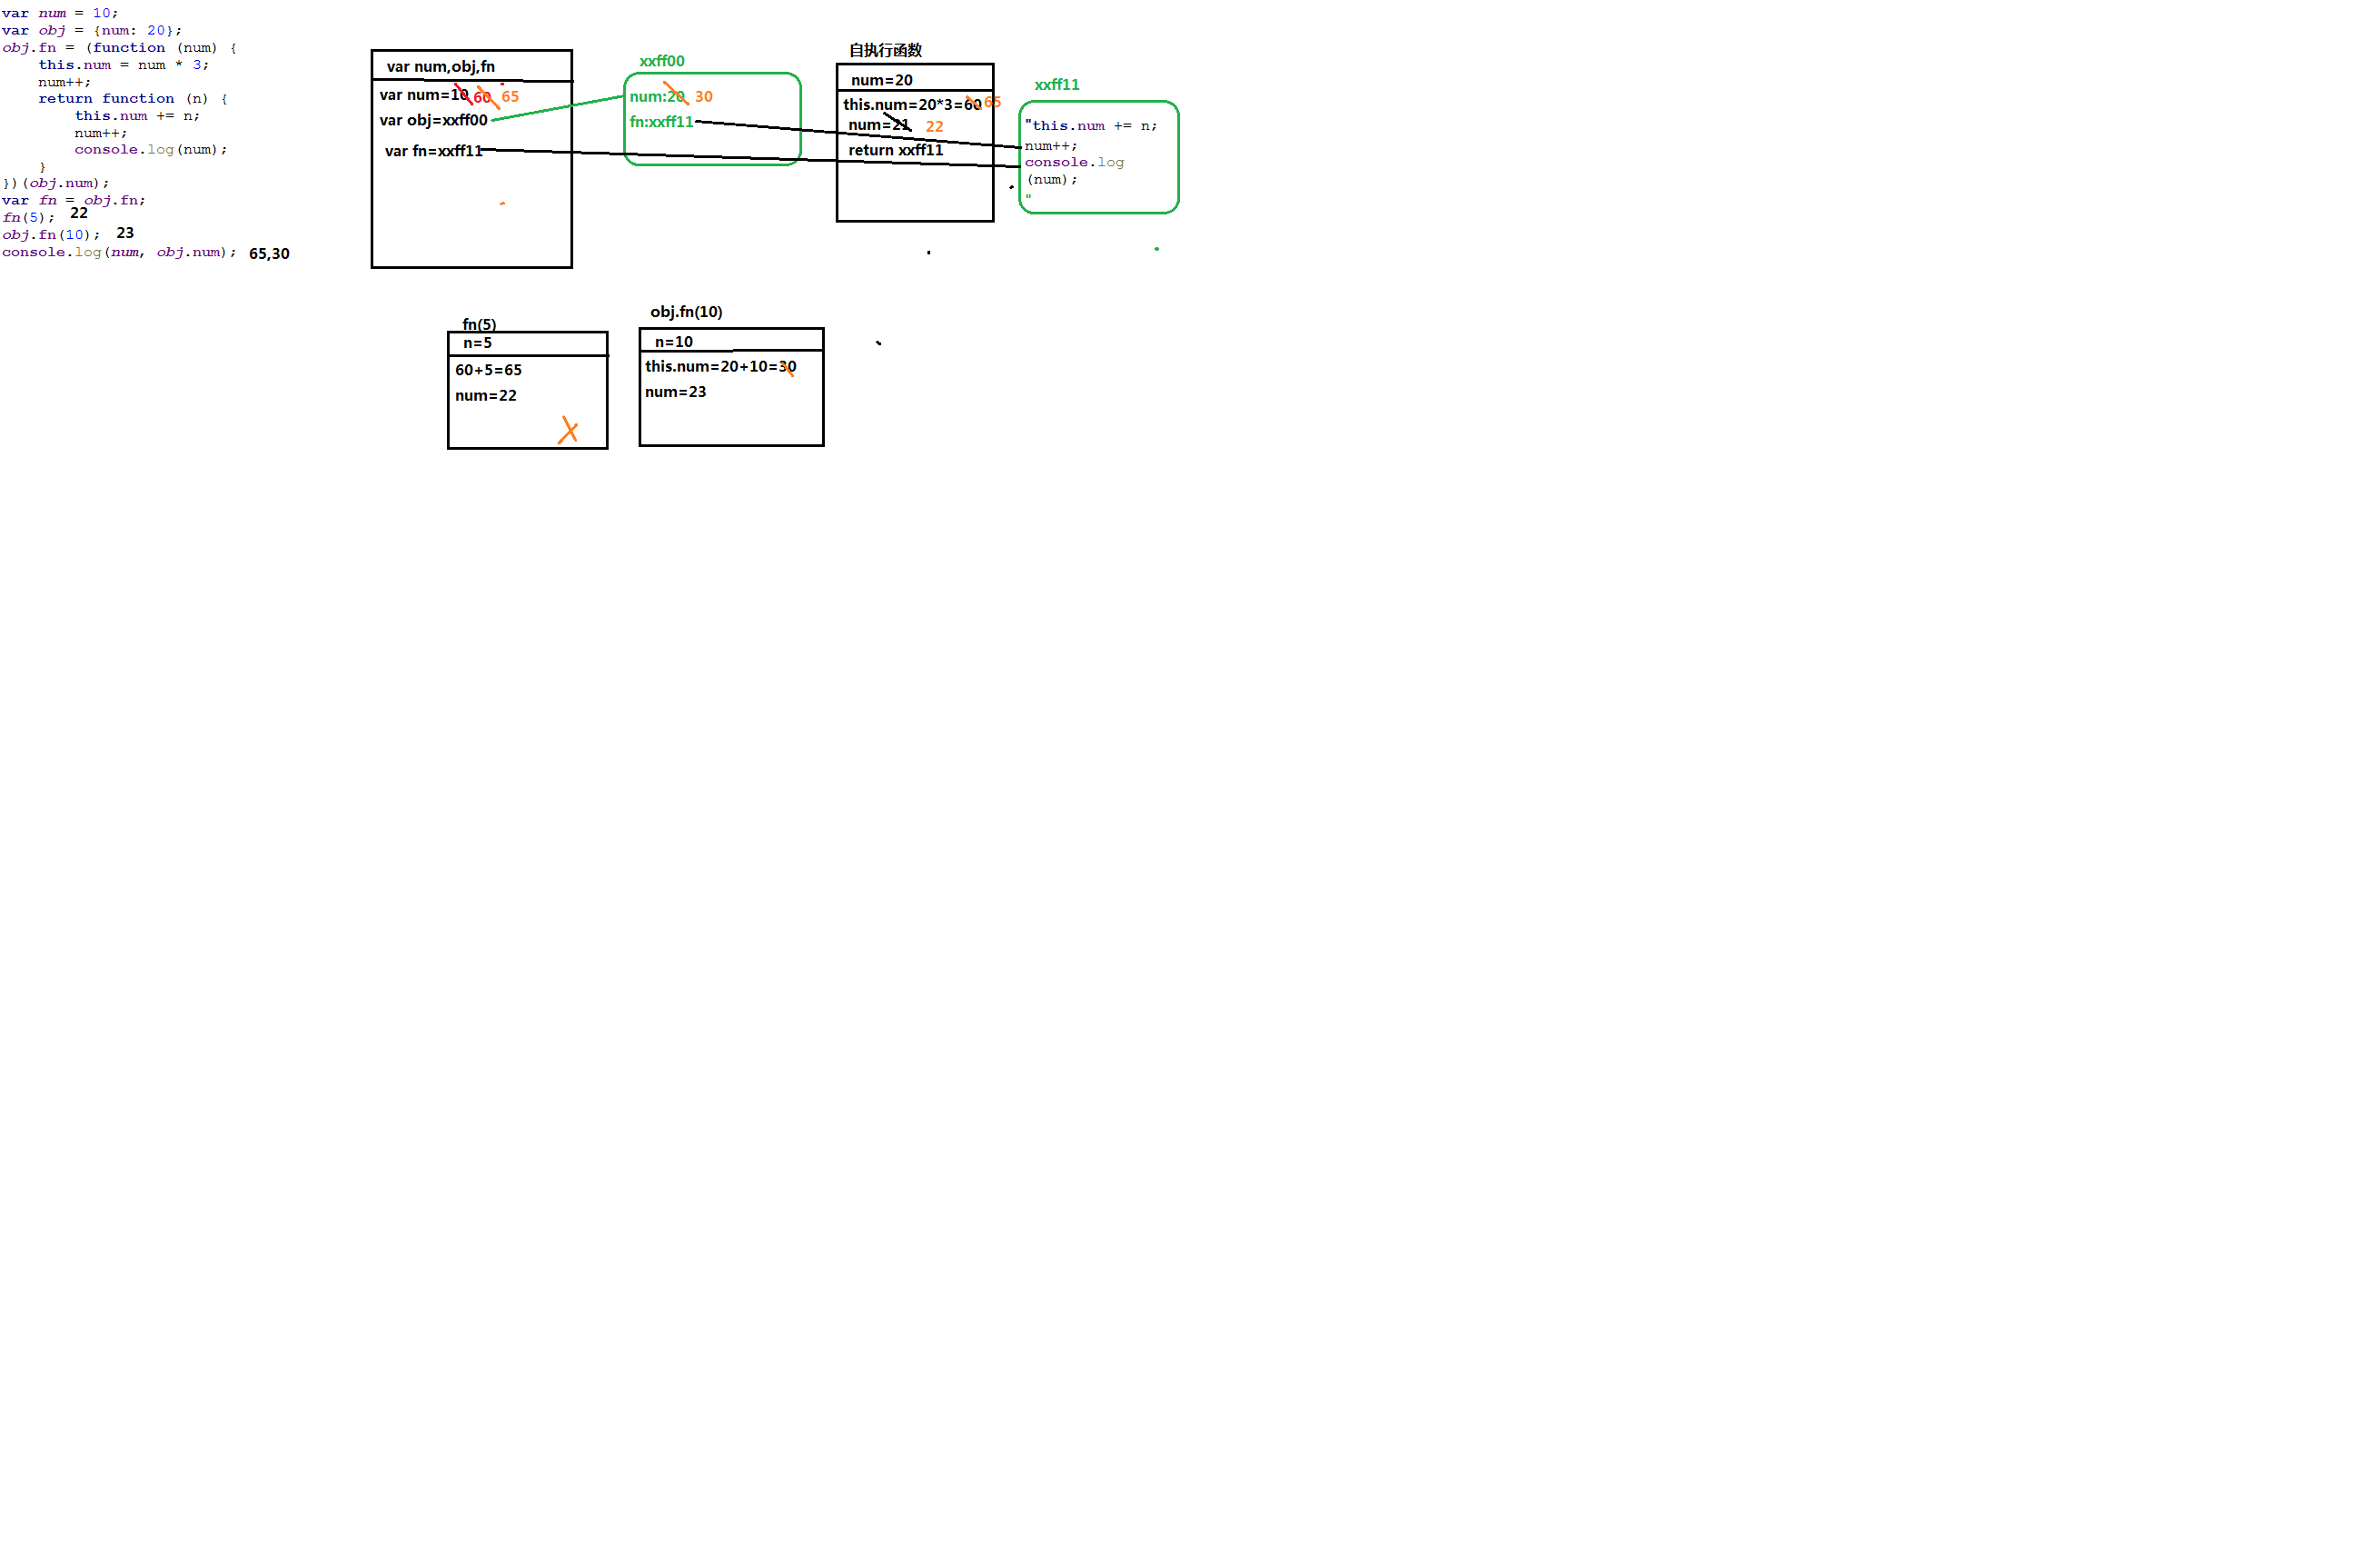 var num = 10;
var obj = {num: 20};
obj.fn = (function (num) {
    this.num = num * 3;
    num++;
    return function (n) {
        this.num += n;
        num++;
        console.log(num);
    }
})(obj.num);
var fn = obj.fn;
fn(5); 22
obj.fn(10); 23
console.log(num, obj.num); 65,30
var num,obj,fn
var num=10 60 65
var obj=xxff00
var fn=xxff11
xxff00
num:20 30
fn:xxff11
自执行函数
num=20
this.num=20*3=60 65
num=21 22
return xxff11
xxff11
"this.num += n;
num++;
console.log
(num);
"
fn(5)
n=5
60+5=65
num=22
X
obj.fn(10)
n=10
this.num=20+10=30
num=23